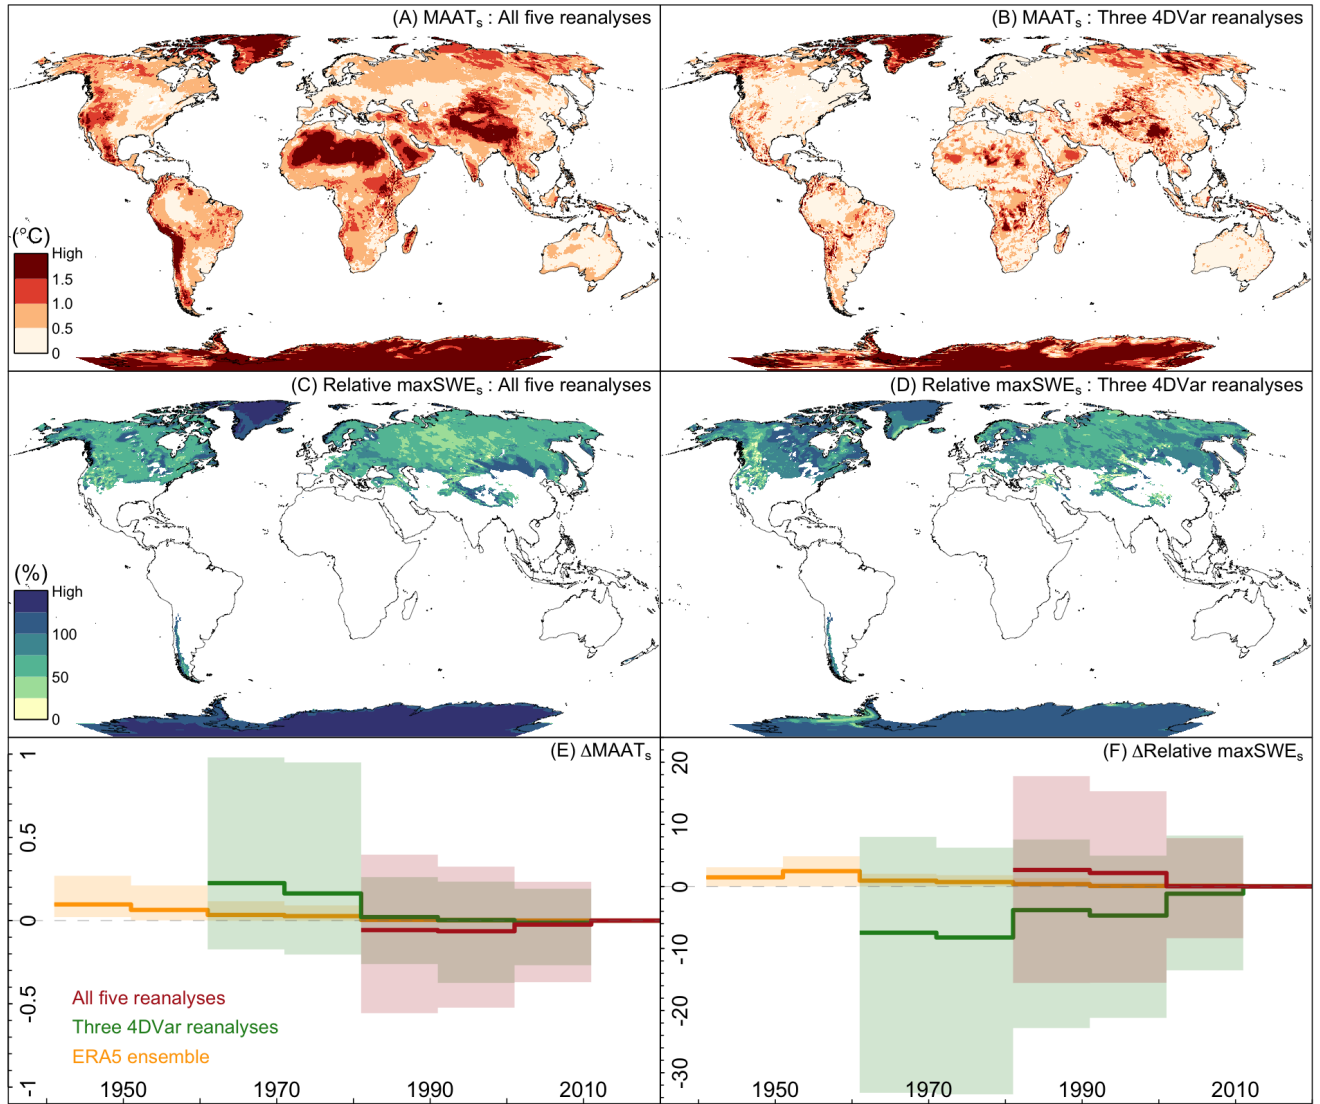 (A) MAATs : All five reanalyses
(B) MAATs : Three 4DVar reanalyses
(°C)
High
1.5
1.0
0.5
0
(C) Relative maxSWEs : All five reanalyses
(D) Relative maxSWEs : Three 4DVar reanalyses
(%)
High
100
50
0
(E) ΔMAATs
1
0.5
0
-0.5
-1
All five reanalyses
Three 4DVar reanalyses
ERA5 ensemble
1950 1970 1990 2010
(F) ΔRelative maxSWEs
20
10
0
-10
-20
-30
1950 1970 1990 2010